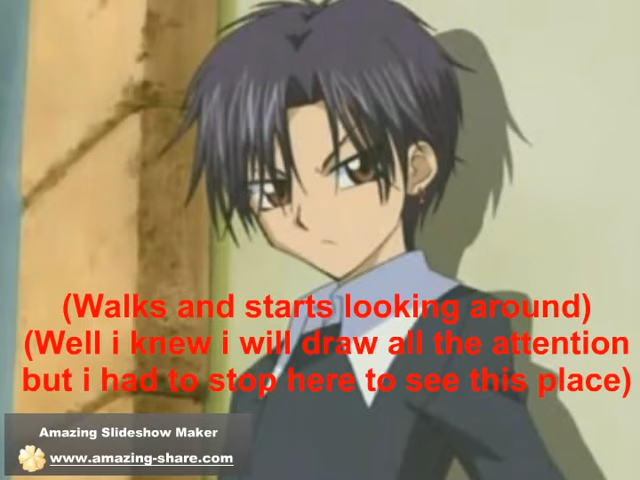 (Walks and starts looking around)
(Well i knew i will draw all the attention
but i had to stop here to see this place)
Amazing Slideshow Maker
www.amazing-share.com